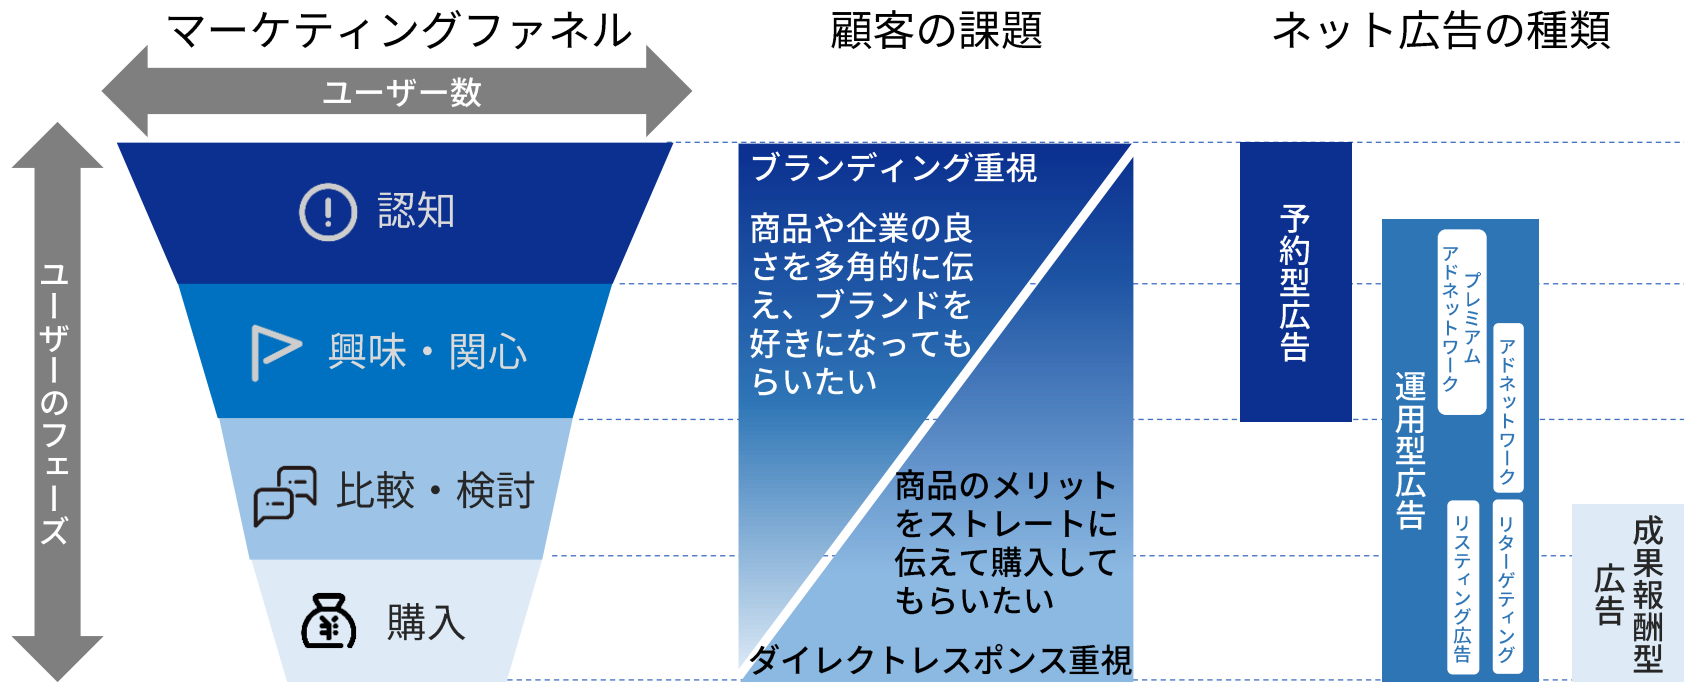 マーケティングファネル
顧客の課題
ネット広告の種類
ユーザー数
ユーザーのフェーズ
認知
興味・関心
比較・検討
購入
ブランディング重視
商品や企業の良
さを多角的に伝
え、ブランドを
好きになっても
らいたい
商品のメリット
をストレートに
伝えて購入して
もらいたい
ダイレクトレスポンス重視
予約型広告
運用型広告
プレミアム
アドネットワーク
アドネットワーク
リスティング広告
リターゲティング
成果報酬型
広告